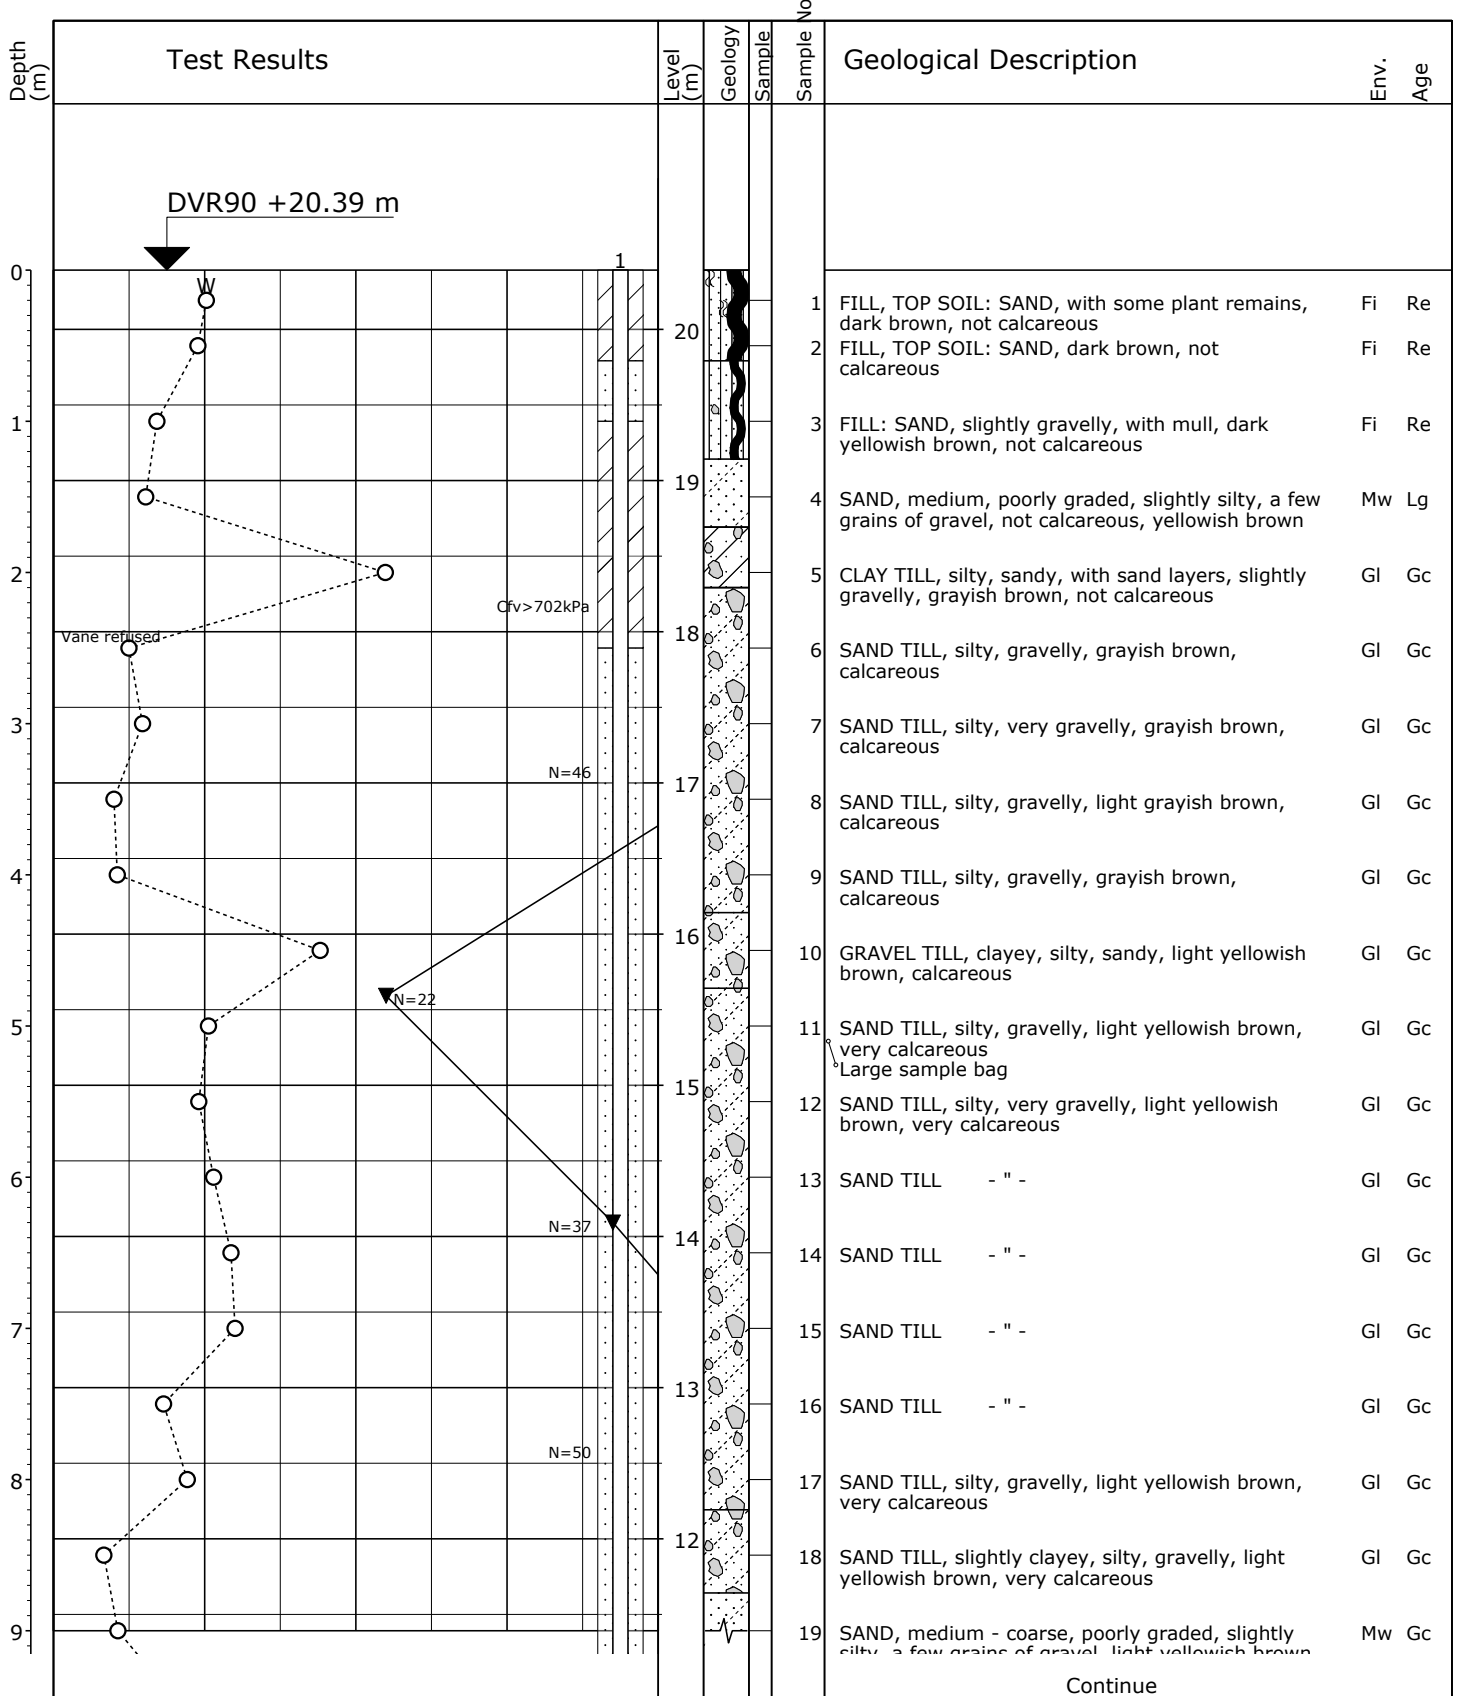 Depth (m)
Test Results
Level (m)
Geology
Sample
Sample No
Geological Description
Env.
Age
DVR90 +20.39 m
1
0
W
1 FILL, TOP SOIL: SAND, with some plant remains, Fi Re
dark brown, not calcareous
20
2 FILL, TOP SOIL: SAND, dark brown, not Fi Re
calcareous
1
3 FILL: SAND, slightly gravelly, with mull, dark Fi Re
yellowish brown, not calcareous
19
4 SAND, medium, poorly graded, slightly silty, a few Mw Lg
grains of gravel, not calcareous, yellowish brown
2
5 CLAY TILL, silty, sandy, with sand layers, slightly Gl Gc
gravelly, grayish brown, not calcareous
Cfv>702kPa
18
Vane refused
6 SAND TILL, silty, gravelly, grayish brown, Gl Gc
calcareous
3
7 SAND TILL, silty, very gravelly, grayish brown, Gl Gc
calcareous
N=46
17
8 SAND TILL, silty, gravelly, light grayish brown, Gl Gc
calcareous
4
9 SAND TILL, silty, gravelly, grayish brown, Gl Gc
calcareous
16
10 GRAVEL TILL, clayey, silty, sandy, light yellowish Gl Gc
brown, calcareous
N=22
5
11 SAND TILL, silty, gravelly, light yellowish brown, Gl Gc
very calcareous
Large sample bag
15
12 SAND TILL, silty, very gravelly, light yellowish Gl Gc
brown, very calcareous
6
13 SAND TILL - " - Gl Gc
N=37
14
14 SAND TILL - " - Gl Gc
7
15 SAND TILL - " - Gl Gc
13
16 SAND TILL - " - Gl Gc
N=50
8
17 SAND TILL, silty, gravelly, light yellowish brown, Gl Gc
very calcareous
12
18 SAND TILL, slightly clayey, silty, gravelly, light Gl Gc
yellowish brown, very calcareous
9
19 SAND, medium - coarse, poorly graded, slightly Mw Gc
silty, a few grains of gravel, light yellowish brown
Continue